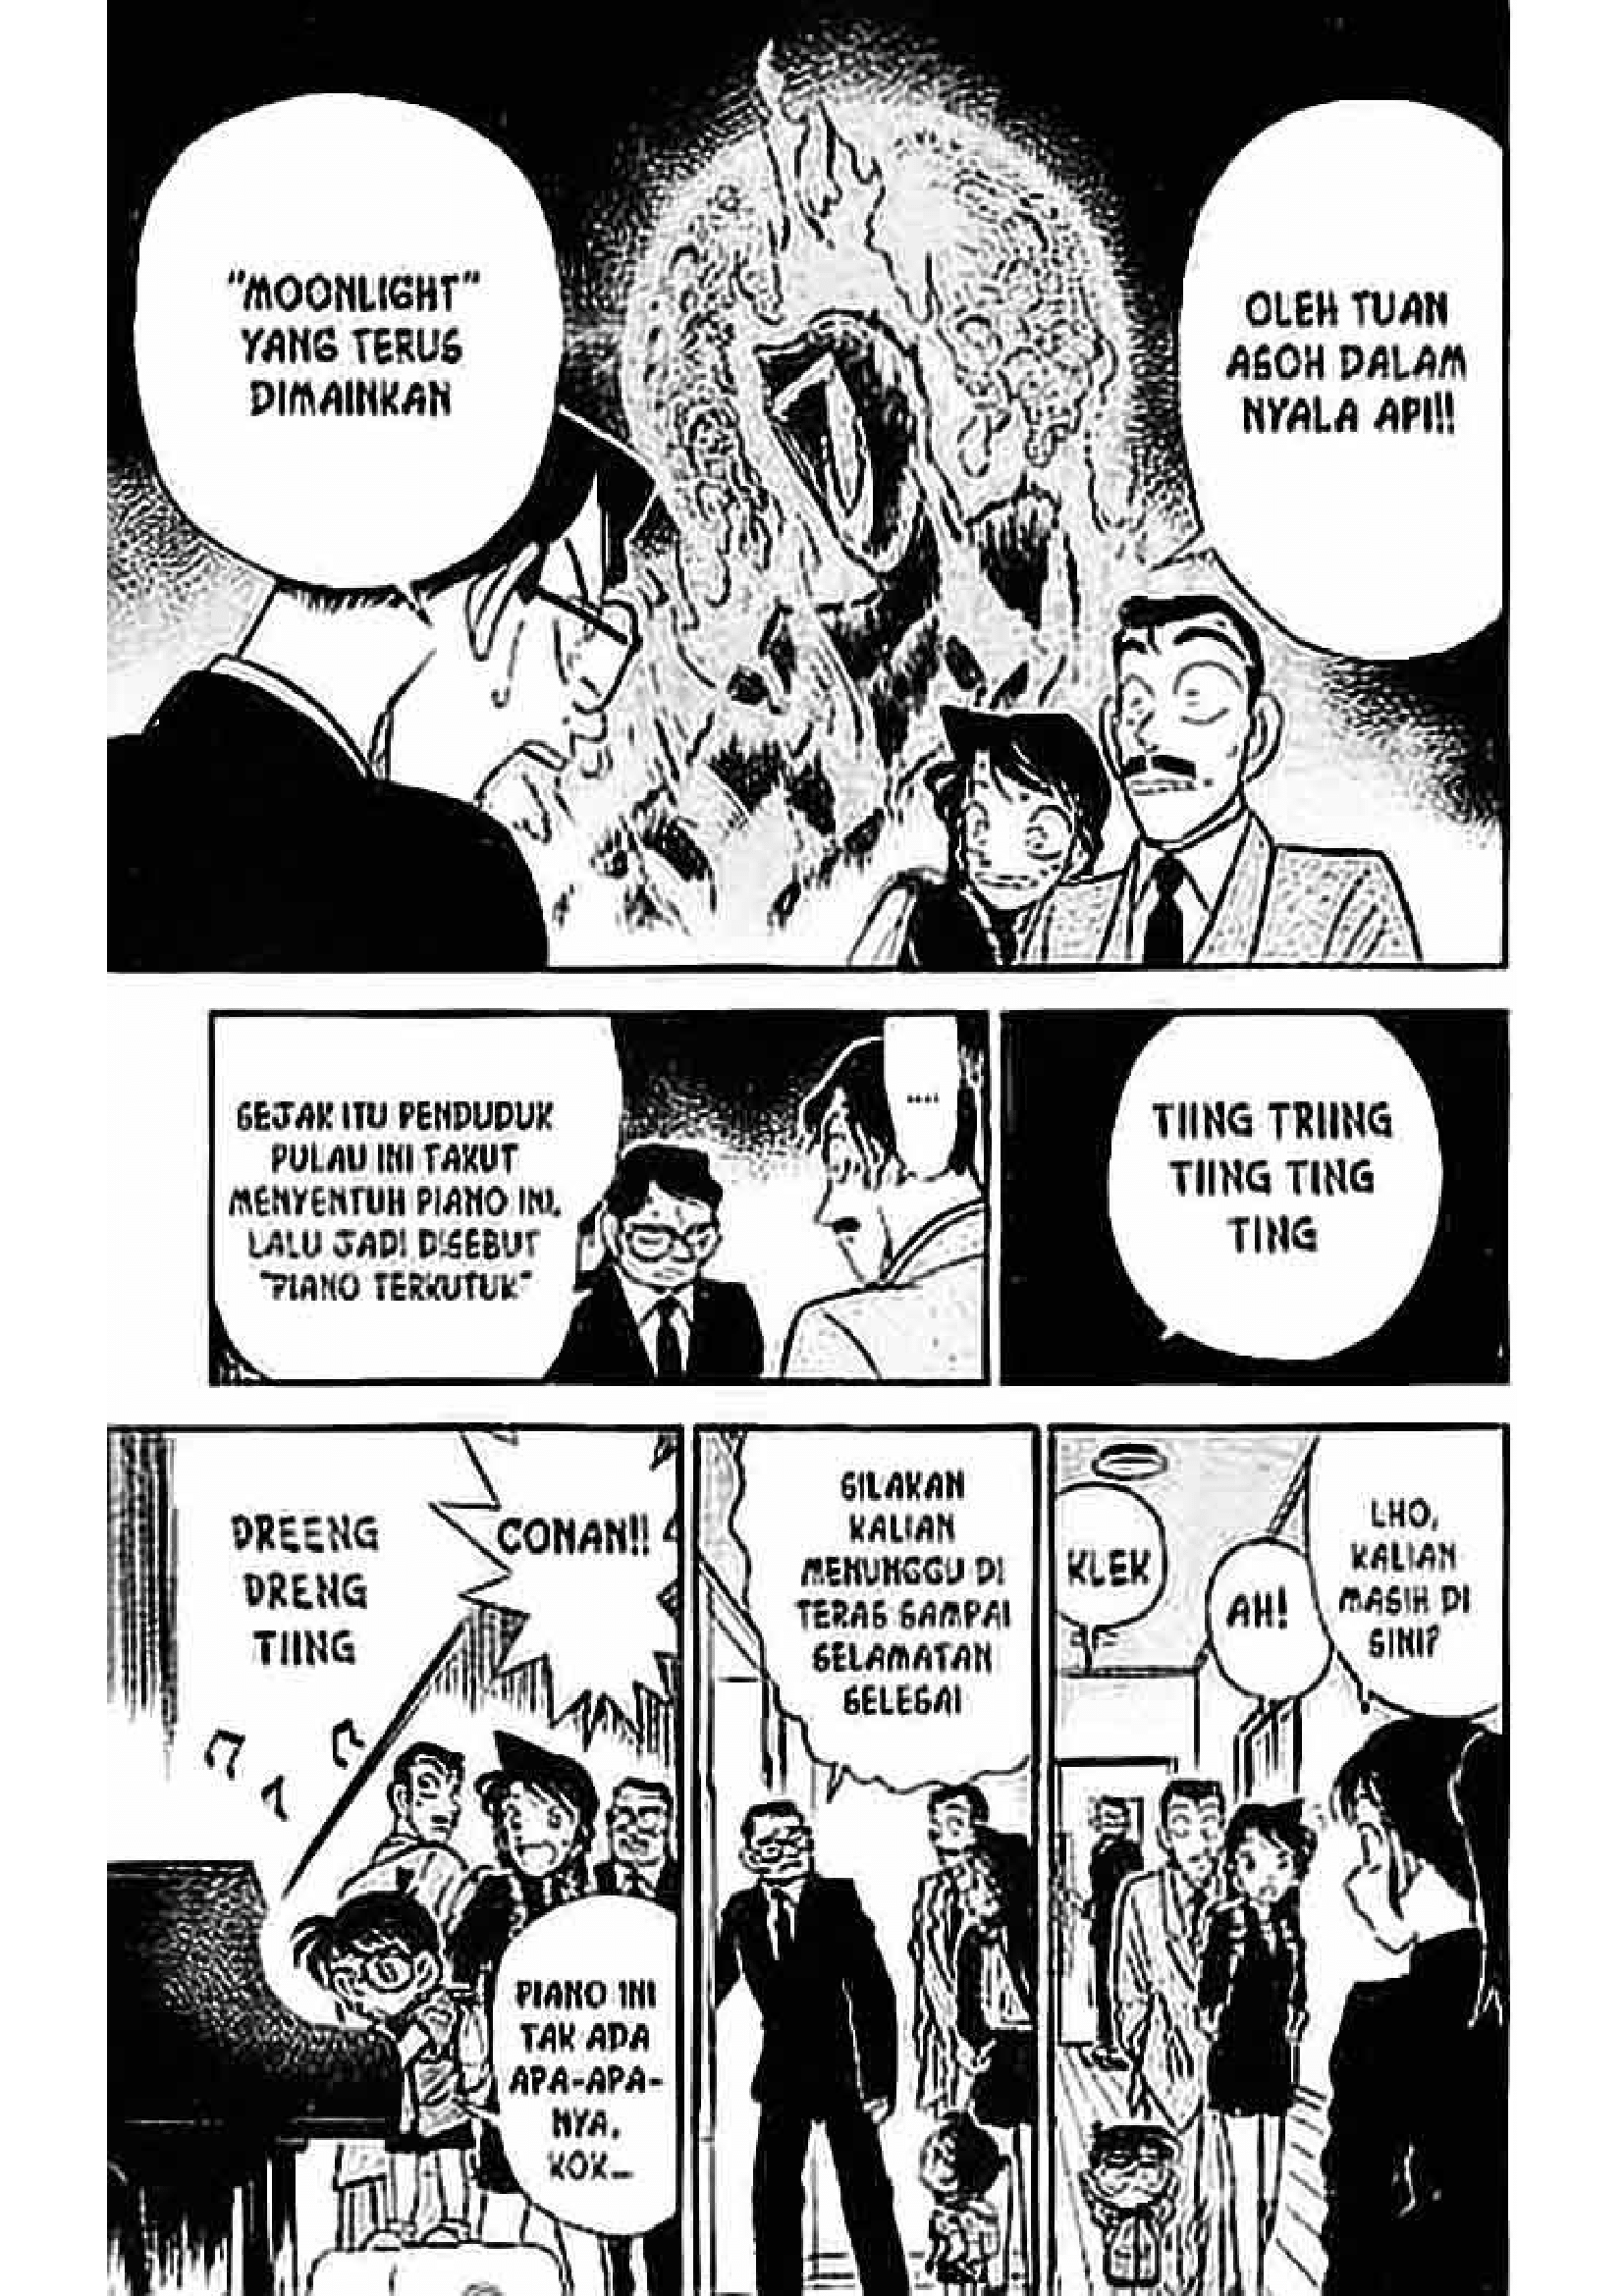 "MOONLIGHT"
YANG TERUS
DIMAINKAN
OLEH TUAN
ASOH DALAM
NYALA API!!
SEJAK ITU PENDUDUK
PULAU INI TAKUT
MENYENTUH PIANO INI,
LALU JADI DISEBUT
"PIANO TERKUTUK"
....
TIING TRIING
TIING TING
TING
DREENG
DRENG
TIING
CONAN!!
PIANO INI
TAK ADA
APA-APA-
NYA,
KOK...
SILAKAN
KALIAN
MENUNGGU DI
TERAS SAMPAI
SELAMATAN
SELESAI
KLEK
AH!
LHO,
KALIAN
MASIH DI
SINI?